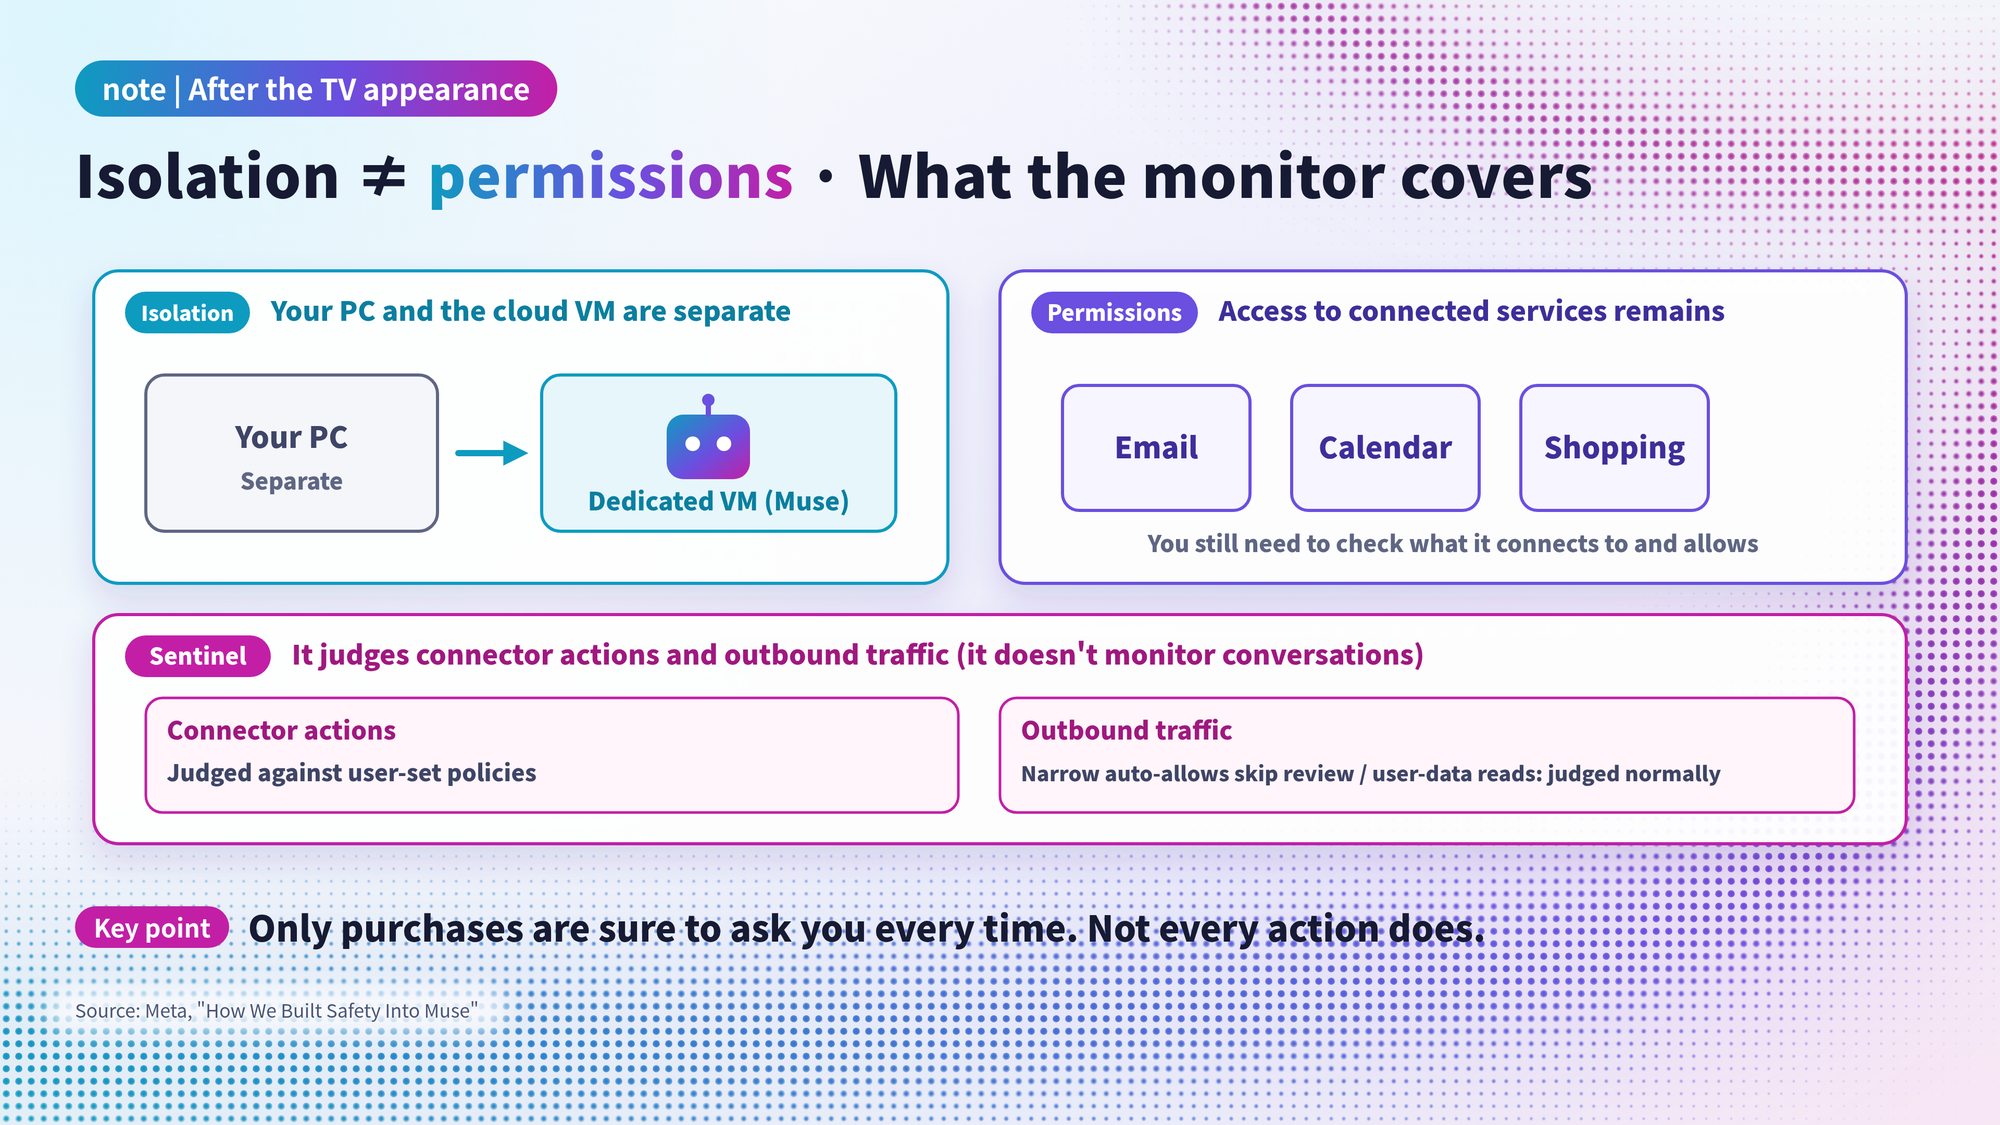 note | After the TV appearance
Isolation ≠ permissions · What the monitor covers
Isolation
Your PC and the cloud VM are separate
Your PC
Separate
Dedicated VM (Muse)
Permissions
Access to connected services remains
Email
Calendar
Shopping
You still need to check what it connects to and allows
Sentinel
It judges connector actions and outbound traffic (it doesn't monitor conversations)
Connector actions
Judged against user-set policies
Outbound traffic
Narrow auto-allows skip review / user-data reads: judged normally
Key point
Only purchases are sure to ask you every time. Not every action does.
Source: Meta, "How We Built Safety Into Muse"